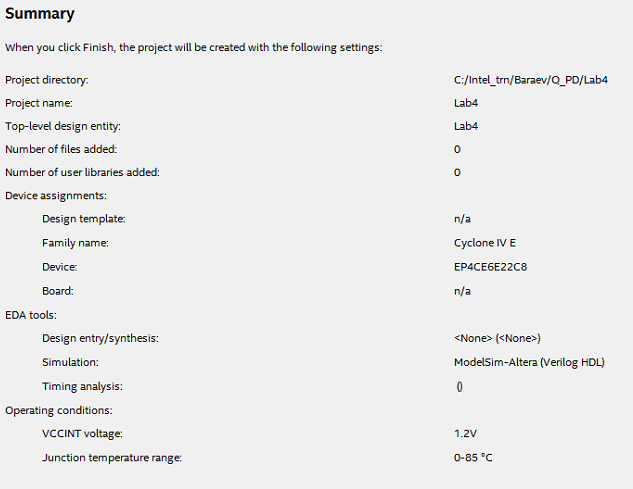 Summary
When you click Finish, the project will be created with the following settings:
Project directory: C:/Intel_trn/Baraev/Q_PD/Lab4
Project name: Lab4
Top-level design entity: Lab4
Number of files added: 0
Number of user libraries added: 0
Device assignments:
Design template: n/a
Family name: Cyclone IV E
Device: EP4CE6E22C8
Board: n/a
EDA tools:
Design entry/synthesis: <None> (<None>)
Simulation: ModelSim-Altera (Verilog HDL)
Timing analysis: ()
Operating conditions:
VCCINT voltage: 1.2V
Junction temperature range: 0-85 °C